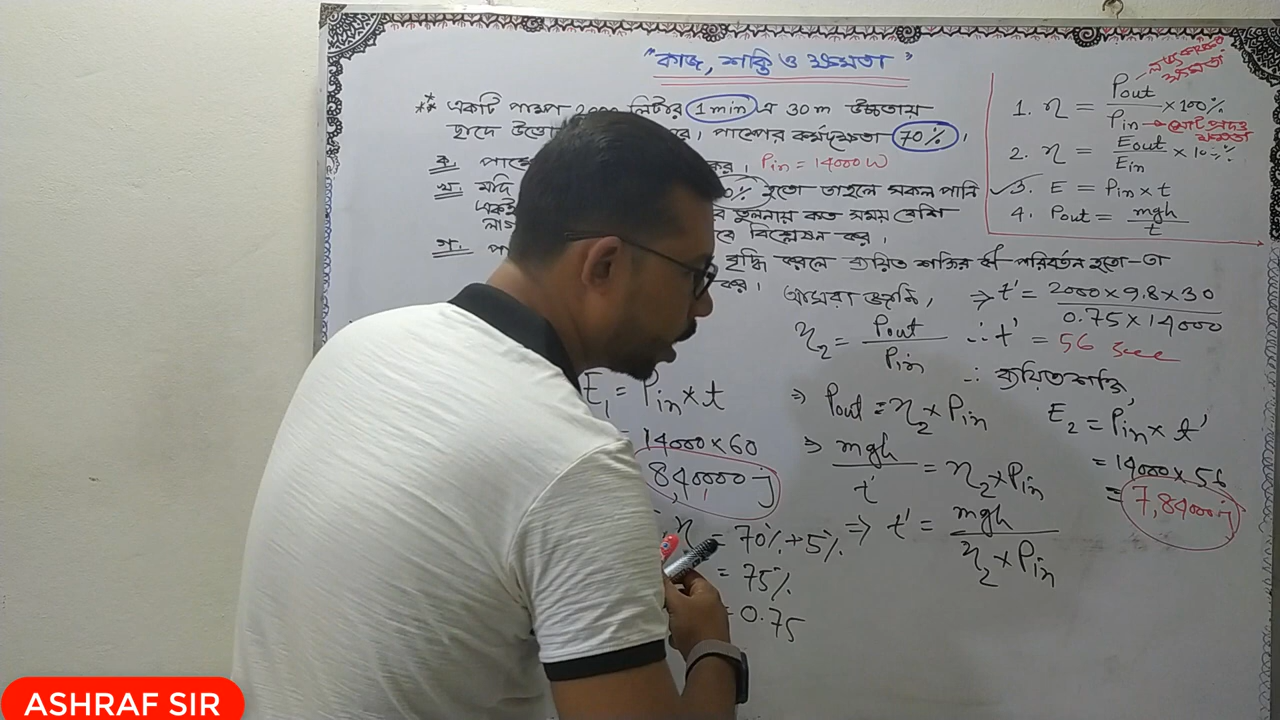 "কাজ, শক্তি ও ক্ষমতা"
** একটি পাম্প 2000 লিটার 1 min এ 30m উচ্চতায়
পাম্পের কর্মদক্ষতা 70%।
ক. কর। Pin = 14000 W
খ. যদি 0% হতো তাহলে সকল পানি
তুলনায় কত সময় বেশি
বিশ্লেষণ কর।
গ. বৃদ্ধি করলে ব্যয়িত শক্তির কী পরিবর্তন হতো-তা
কর।
1. η = Pout/Pin × 100%
2. η = Eout/Ein × 100%
3. E = Pin × t
4. Pout = mgh/t
E1 = Pin × t
14000 × 60
840000 j
η = 70% + 5%
= 75%
= 0.75
আমরা জানি,
η2 = Pout/Pin
⇒ Pout = η2 × Pin
⇒ mgh/t' = η2 × Pin
⇒ t' = mgh/η2 × Pin
⇒ t' = 2000 × 9.8 × 30/0.75 × 14000
∴ t' = 56 sec
∴ ব্যয়িত শক্তি,
E2 = Pin × t'
= 14000 × 56
= 7,84000 j
ASHRAF SIR